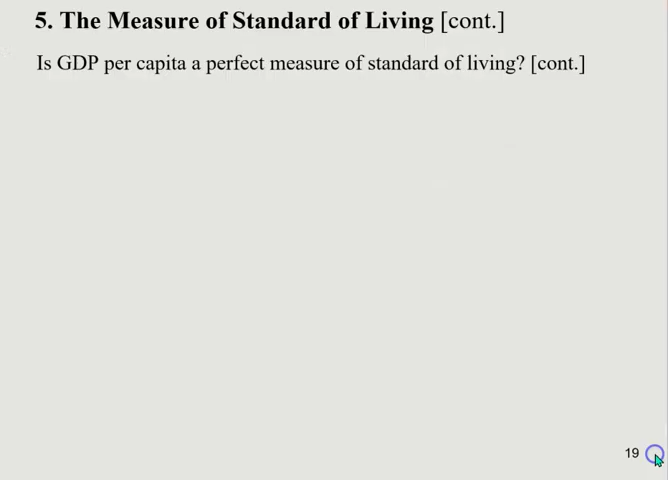 5. The Measure of Standard of Living [cont.]
Is GDP per capita a perfect measure of standard of living? [cont.]
19